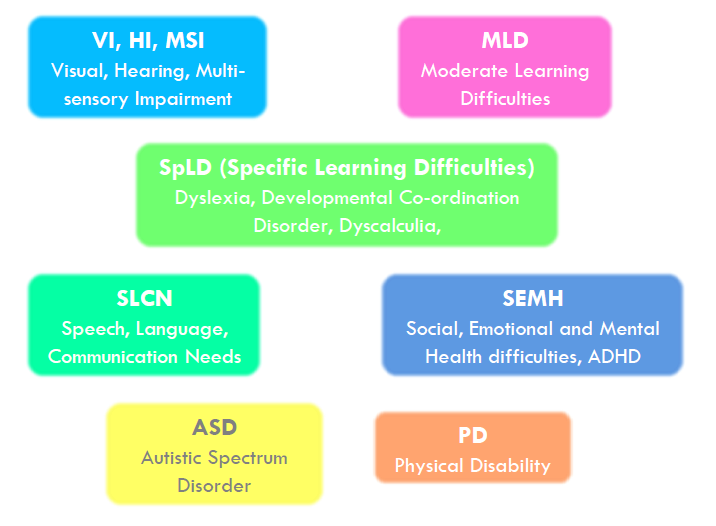 VI, HI, MSI
Visual, Hearing, Multi-
sensory Impairment
MLD
Moderate Learning
Difficulties
SpLD (Specific Learning Difficulties)
Dyslexia, Developmental Co-ordination
Disorder, Dyscalculia,
SLCN
Speech, Language,
Communication Needs
SEMH
Social, Emotional and Mental
Health difficulties, ADHD
ASD
Autistic Spectrum
Disorder
PD
Physical Disability